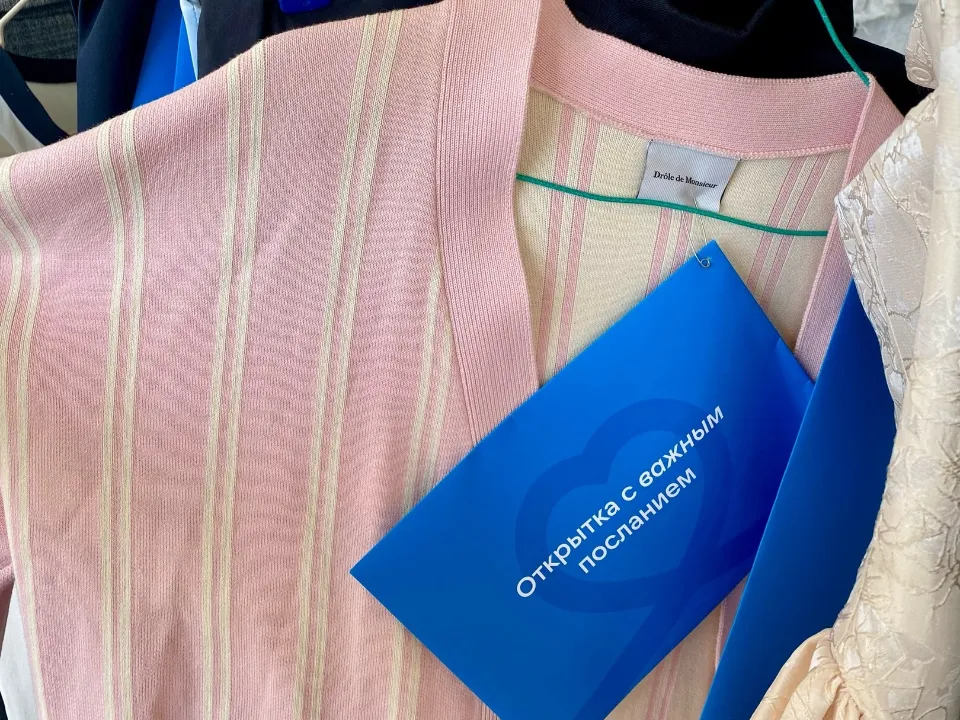 Drôle de Monsieur
Открытка с важным
посланием